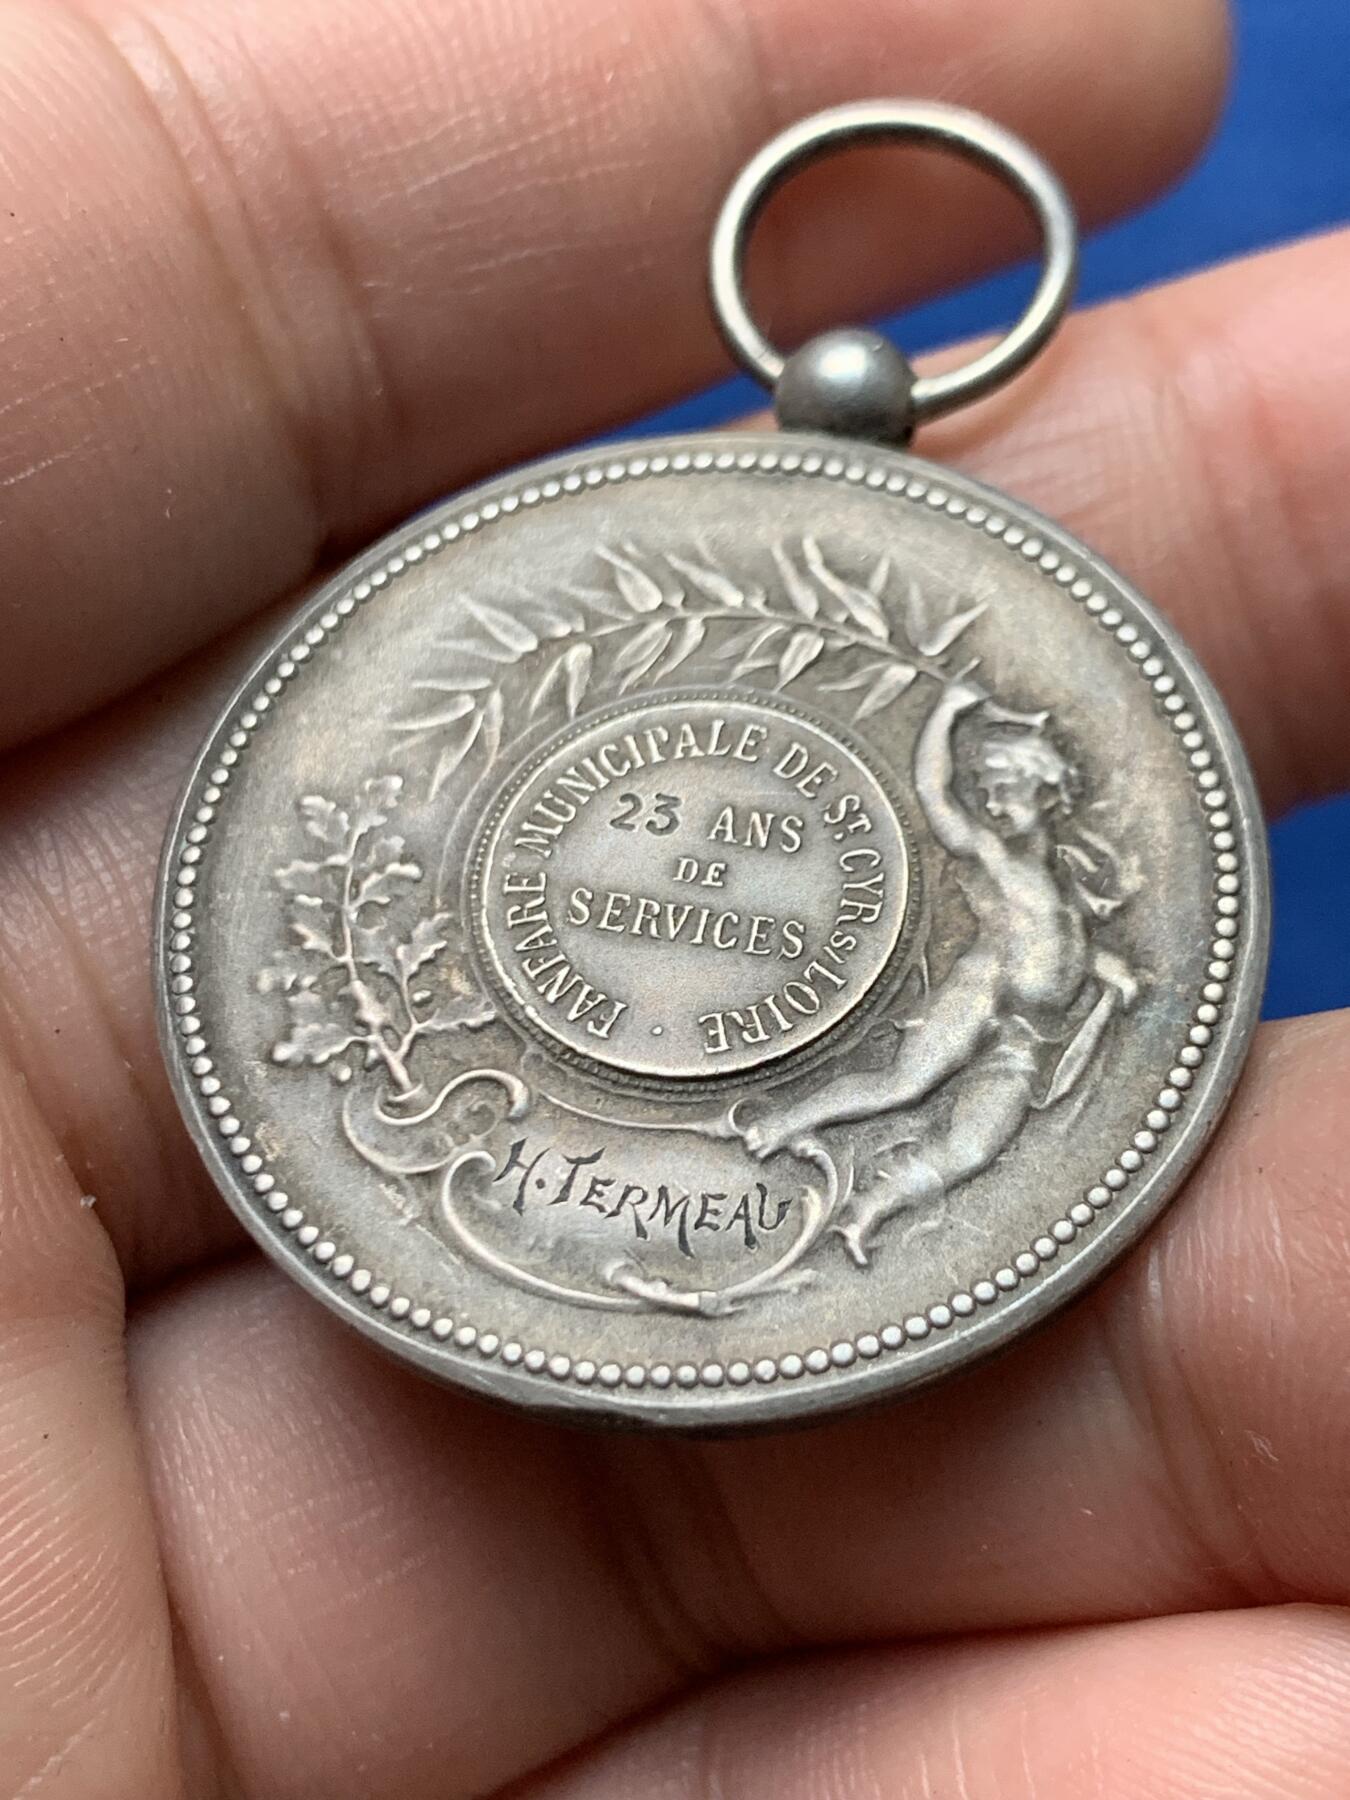 FANFARE MUNICIPALE DE ST. CYR S/LOIRE
23 ANS
DE
SERVICES
H. TERMEAU